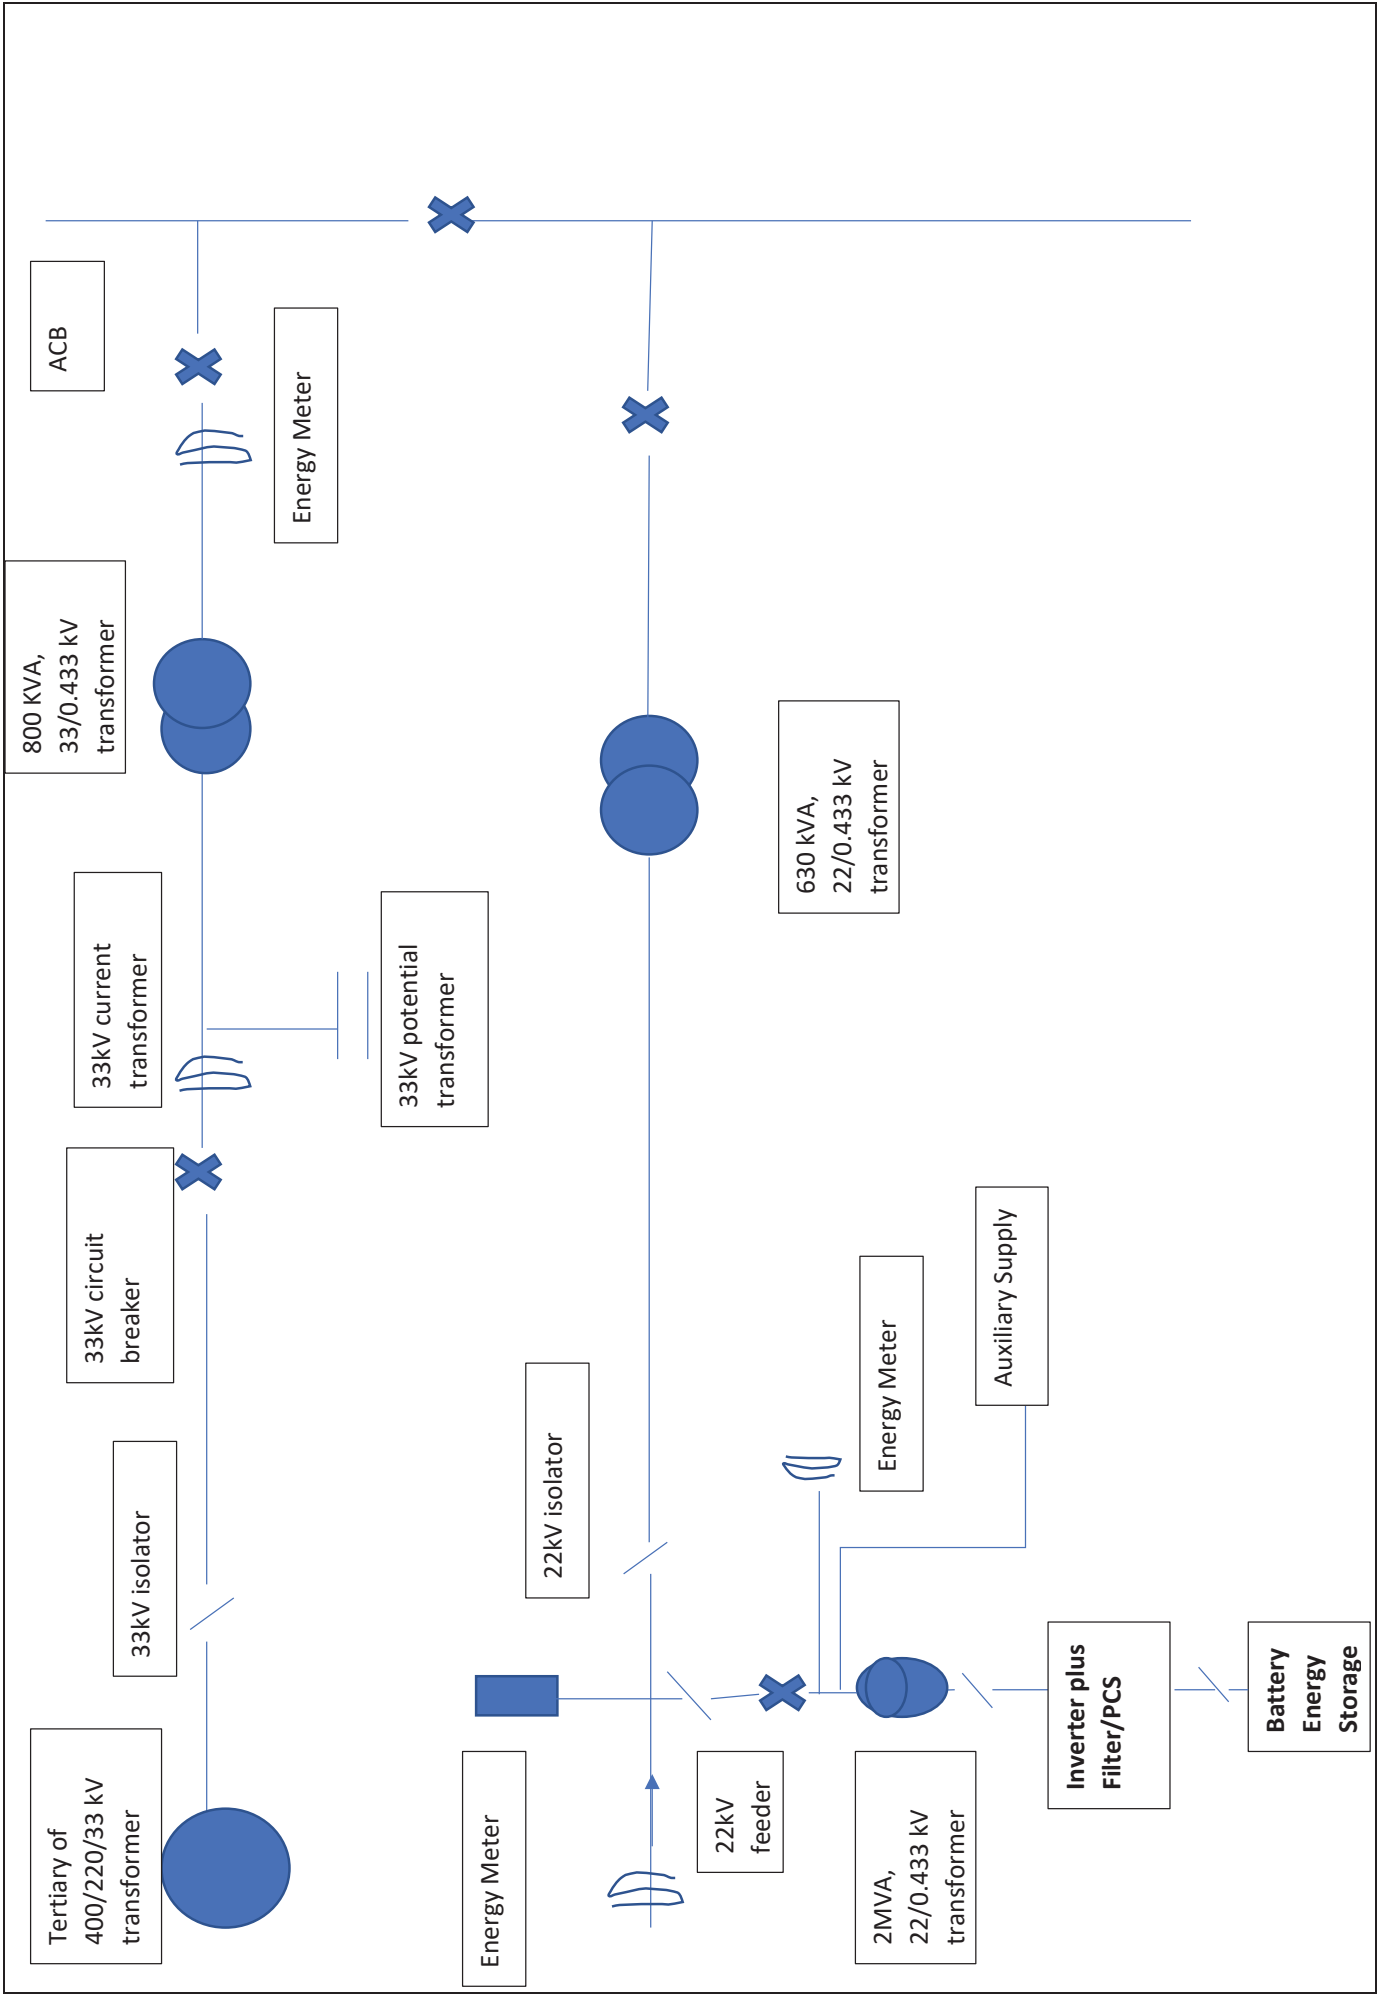 Tertiary of
400/220/33 kV
transformer
33kV isolator
33kV circuit
breaker
33kV current
transformer
800 KVA,
33/0.433 kV
transformer
ACB
Energy Meter
33kV potential
transformer
Energy Meter
22kV isolator
630 kVA,
22/0.433 kV
transformer
22kV
feeder
Energy Meter
2MVA,
22/0.433 kV
transformer
Auxiliary Supply
Inverter plus
Filter/PCS
Battery
Energy
Storage